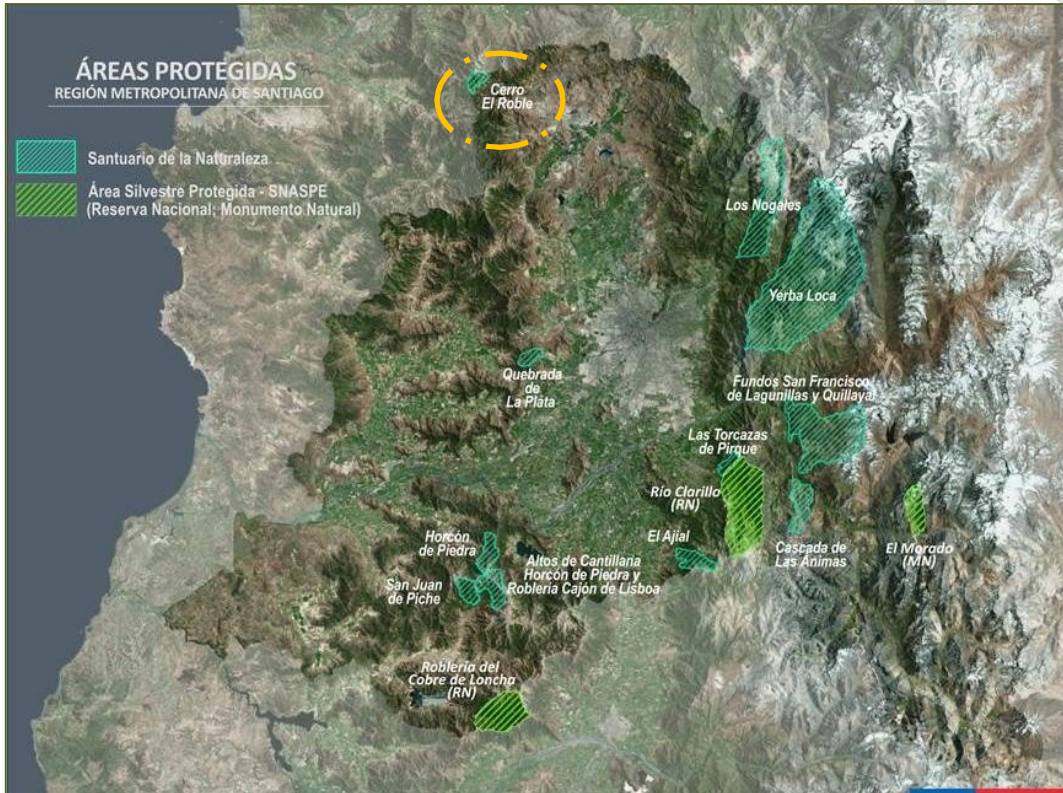 ÁREAS PROTEGIDAS
REGIÓN METROPOLITANA DE SANTIAGO
Santuario de la Naturaleza
Área Silvestre Protegida - SNASPE
(Reserva Nacional; Monumento Natural)
Cerro
El Roble
Los Nogales
Yerba Loca
Quebrada
de
La Plata
Fundos San Francisco
de Lagunillas y Quillayal
Las Torcazas
de Pirque
Río Clarillo
(RN)
El Ajial
Cascada de
Las Ánimas
El Morado
(MN)
Horcón
de Piedra
Altos de Cantillana
Horcón de Piedra y
Roblería Cajón de Lisboa
San Juan
de Piche
Roblería del
Cobre de Loncha
(RN)